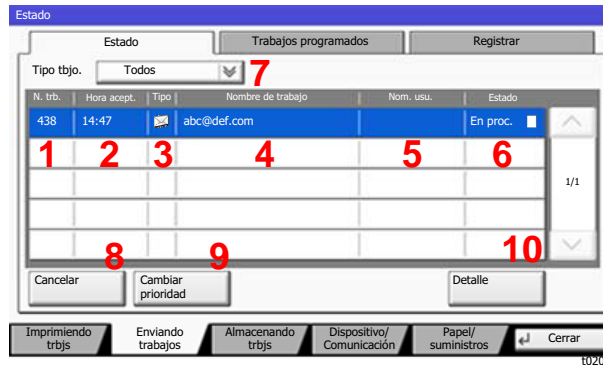 Estado
Estado Trabajos programados Registrar
Tipo tbjo. Todos 7
N. trb. Hora acept. Tipo Nombre de trabajo Nom. usu. Estado
438 14:47 abc@def.com En proc.
1 2 3 4 5 6
1/1
8 9 10
Cancelar Cambiar prioridad Detalle
Imprimiendo trbjs Enviando trabajos Almacenando trbjs Dispositivo/ Comunicación Papel/ suministros Cerrar
t020